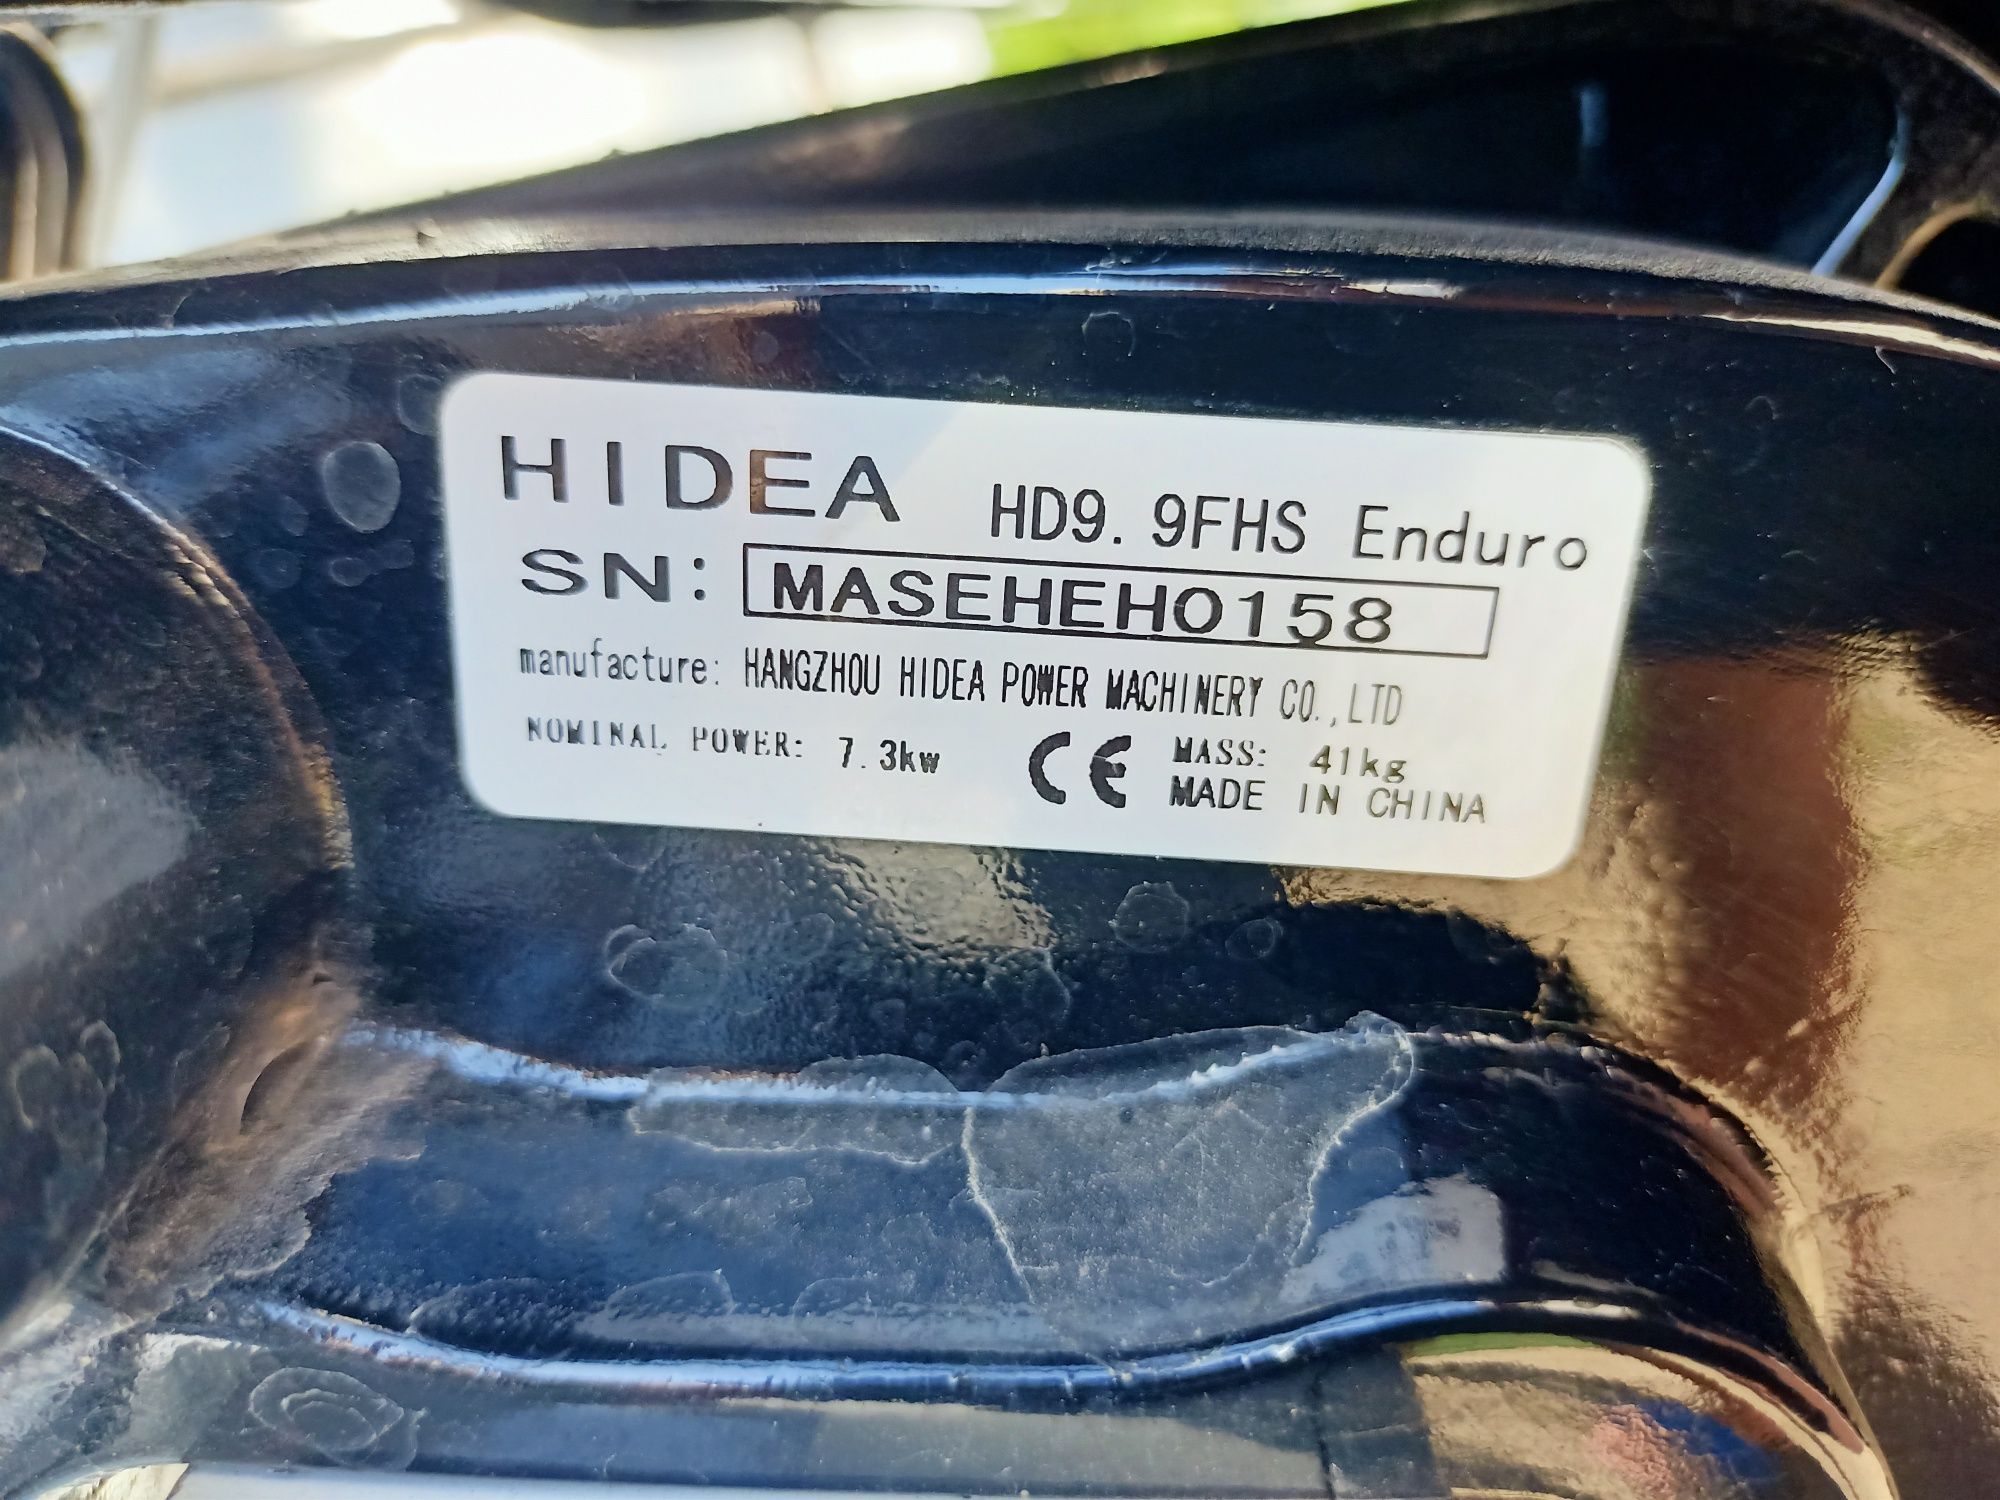 HIDEA HD9.9FHS Enduro
SN: MASEHEH0158
manufacture: HANGZHOU HIDEA POWER MACHINERY CO.,LTD
NOMINAL POWER: 7.3kw CE MASS: 41kg
MADE IN CHINA